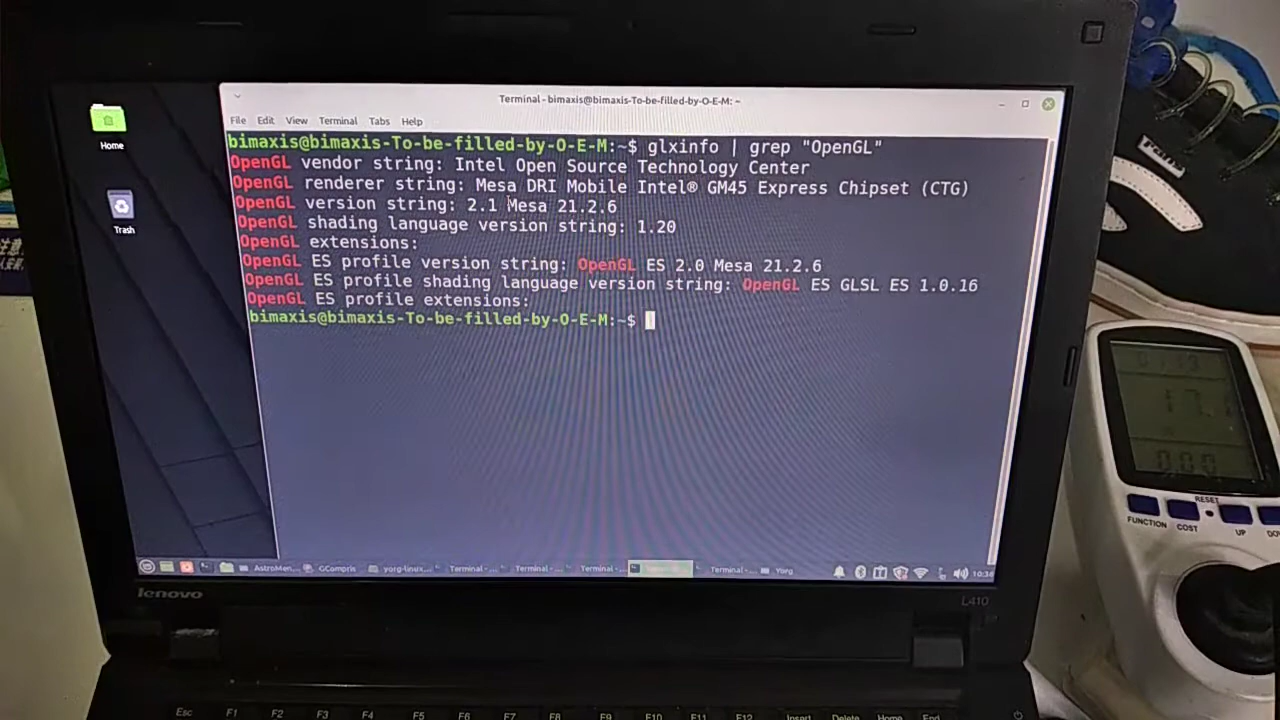 Terminal - bimaxis@bimaxis-To-be-filled-by-O-E-M: ~
File Edit View Terminal Tabs Help
bimaxis@bimaxis-To-be-filled-by-O-E-M:~$ glxinfo | grep "OpenGL"
OpenGL vendor string: Intel Open Source Technology Center
OpenGL renderer string: Mesa DRI Mobile Intel® GM45 Express Chipset (CTG)
OpenGL version string: 2.1 Mesa 21.2.6
OpenGL shading language version string: 1.20
OpenGL extensions:
OpenGL ES profile version string: OpenGL ES 2.0 Mesa 21.2.6
OpenGL ES profile shading language version string: OpenGL ES GLSL ES 1.0.16
OpenGL ES profile extensions:
bimaxis@bimaxis-To-be-filled-by-O-E-M:~$
Home
Trash
AstroMen... GCompris yorg-linux... Terminal - ... Terminal - ... Terminal - ... Terminal - ... Yorg
lenovo
L410
Esc F1 F2 F3 F4 F5 F6 F7 F8 F9 F10 F11 F12 Insert Delete Home End
0.00
RESET
FUNCTION COST UP